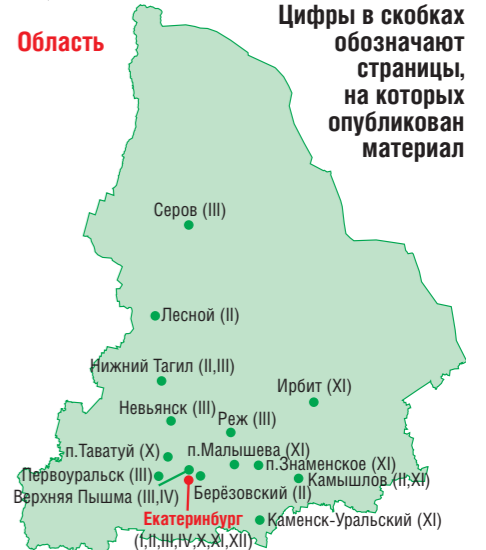 Область
Цифры в скобках
обозначают
страницы,
на которых
опубликован
материал
Серов (III)
Лесной (II)
Нижний Тагил (II,III)
Ирбит (XI)
Невьянск (III)
Реж (III)
п.Таватуй (X)
п.Малышева (XI)
п.Знаменское (XI)
Первоуральск (III)
Камышлов (II,XI)
Верхняя Пышма (III,IV)
Берёзовский (II)
Екатеринбург
(I,II,III,IV,X,XI,XII)
Каменск-Уральский (XI)